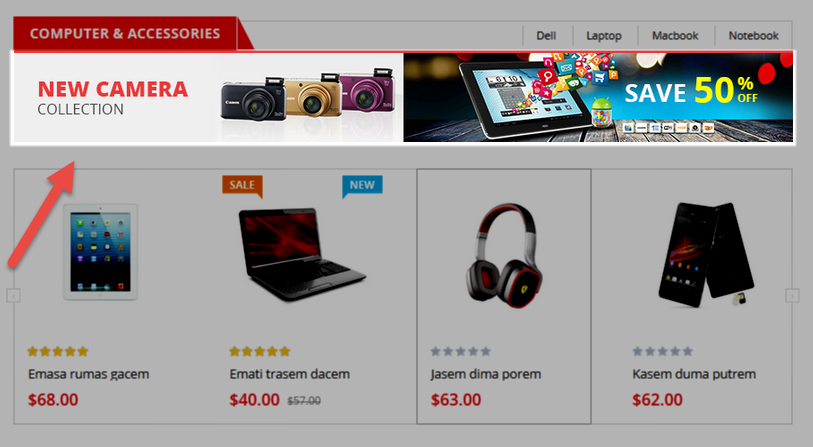 COMPUTER & ACCESSORIES
Dell
Laptop
Macbook
Notebook
NEW CAMERA
COLLECTION
Canon
SAVE 50% OFF
SALE
NEW
Emasa rumas gacem
Emati trasem dacem
Jasem dima porem
Kasem duma putrem
$68.00
$40.00 $57.00
$63.00
$62.00